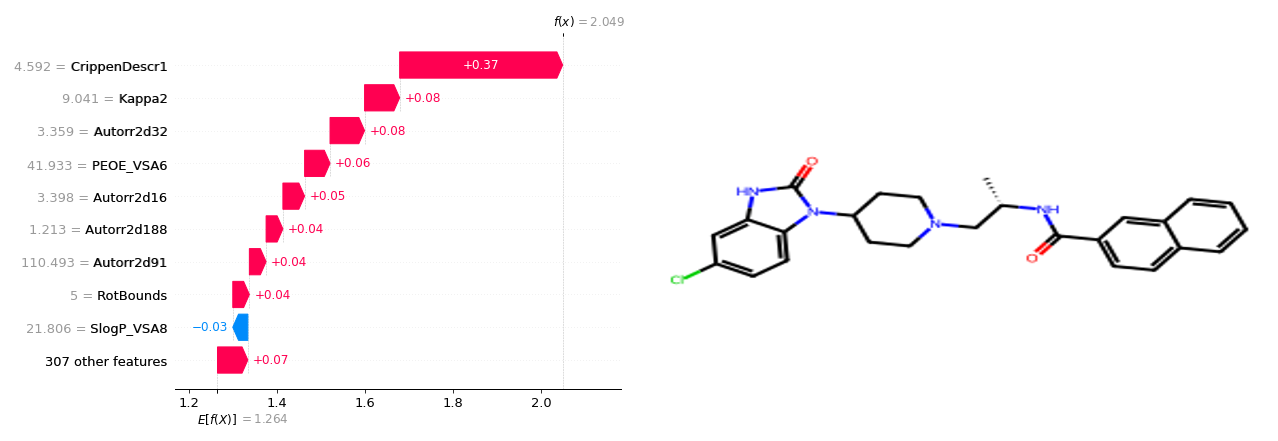 f(x) = 2.049
4.592 = CrippenDescr1
+0.37
9.041 = Kappa2
+0.08
3.359 = Autorr2d32
+0.08
41.933 = PEOE_VSA6
+0.06
3.398 = Autorr2d16
+0.05
1.213 = Autorr2d188
+0.04
110.493 = Autorr2d91
+0.04
5 = RotBounds
+0.04
21.806 = SlogP_VSA8
−0.03
307 other features
+0.07
1.2 1.4 1.6 1.8 2.0
E[f(X)] = 1.264
O
HN
N
N
NH
O
Cl